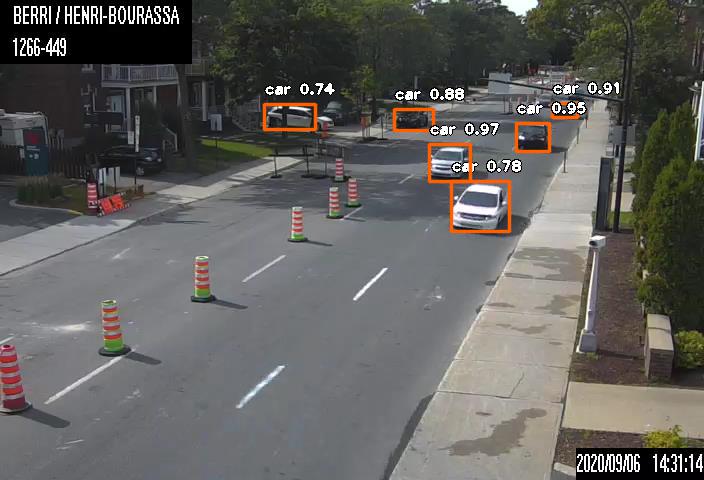 BERRI / HENRI-BOURASSA
1266-449
car 0.74
car 0.88
car 0.91
car 0.95
car 0.97
car 0.78
2020/09/06 14:31:14